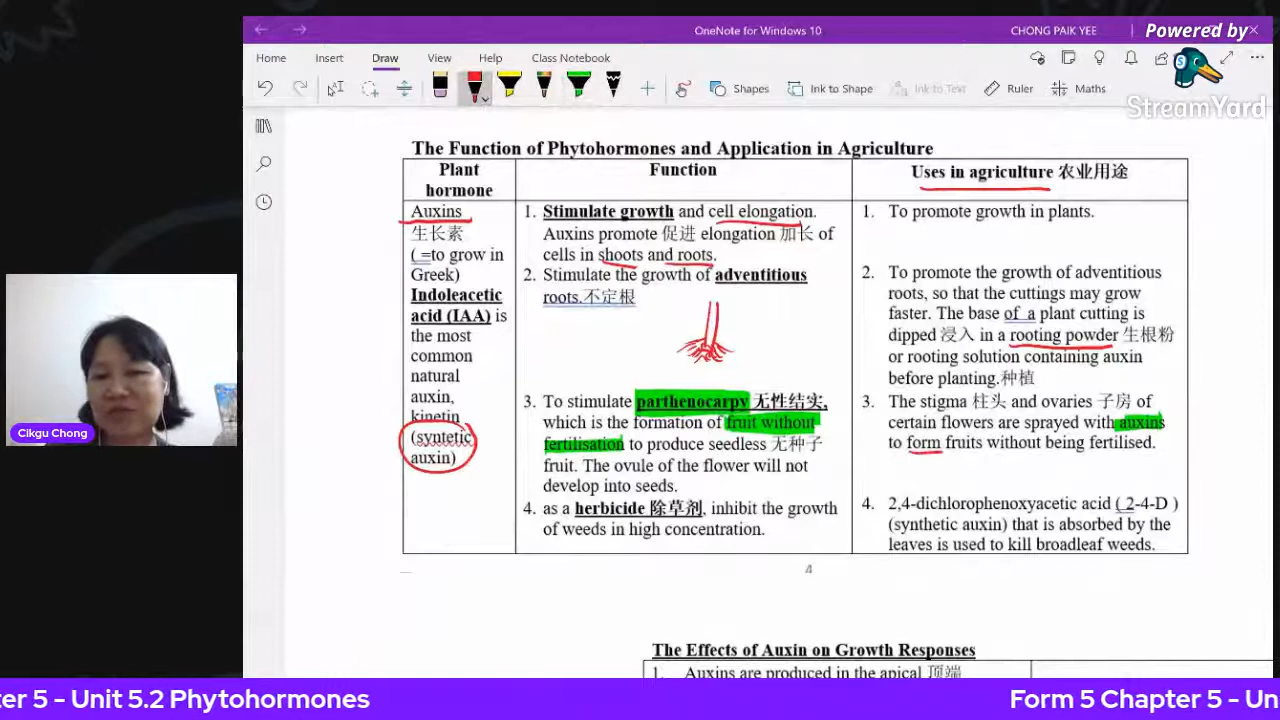 OneNote for Windows 10
CHONG PAIK YEE
Powered by
StreamYard
Home
Insert
Draw
View
Help
Class Notebook
Shapes
Ink to Shape
Ink to Text
Ruler
Maths
The Function of Phytohormones and Application in Agriculture
Plant
hormone
Function
Uses in agriculture 农业用途
Auxins
生长素
( =to grow in
Greek)
Indoleacetic
acid (IAA) is
the most
common
natural
auxin,
kinetin
(syntetic
auxin)
1. Stimulate growth and cell elongation.
Auxins promote 促进 elongation 加长 of
cells in shoots and roots.
2. Stimulate the growth of adventitious
roots.不定根
3. To stimulate parthenocarpy 无性结实,
which is the formation of fruit without
fertilisation to produce seedless 无种子
fruit. The ovule of the flower will not
develop into seeds.
4. as a herbicide 除草剂, inhibit the growth
of weeds in high concentration.
1. To promote growth in plants.
2. To promote the growth of adventitious
roots, so that the cuttings may grow
faster. The base of a plant cutting is
dipped 浸入 in a rooting powder 生根粉
or rooting solution containing auxin
before planting.种植
3. The stigma 柱头 and ovaries 子房 of
certain flowers are sprayed with auxins
to form fruits without being fertilised.
4. 2,4-dichlorophenoxyacetic acid ( 2-4-D )
(synthetic auxin) that is absorbed by the
leaves is used to kill broadleaf weeds.
4
The Effects of Auxin on Growth Responses
1. Auxins are produced in the apical 顶端
Cikgu Chong
ter 5 - Unit 5.2 Phytohormones
Form 5 Chapter 5 - Un